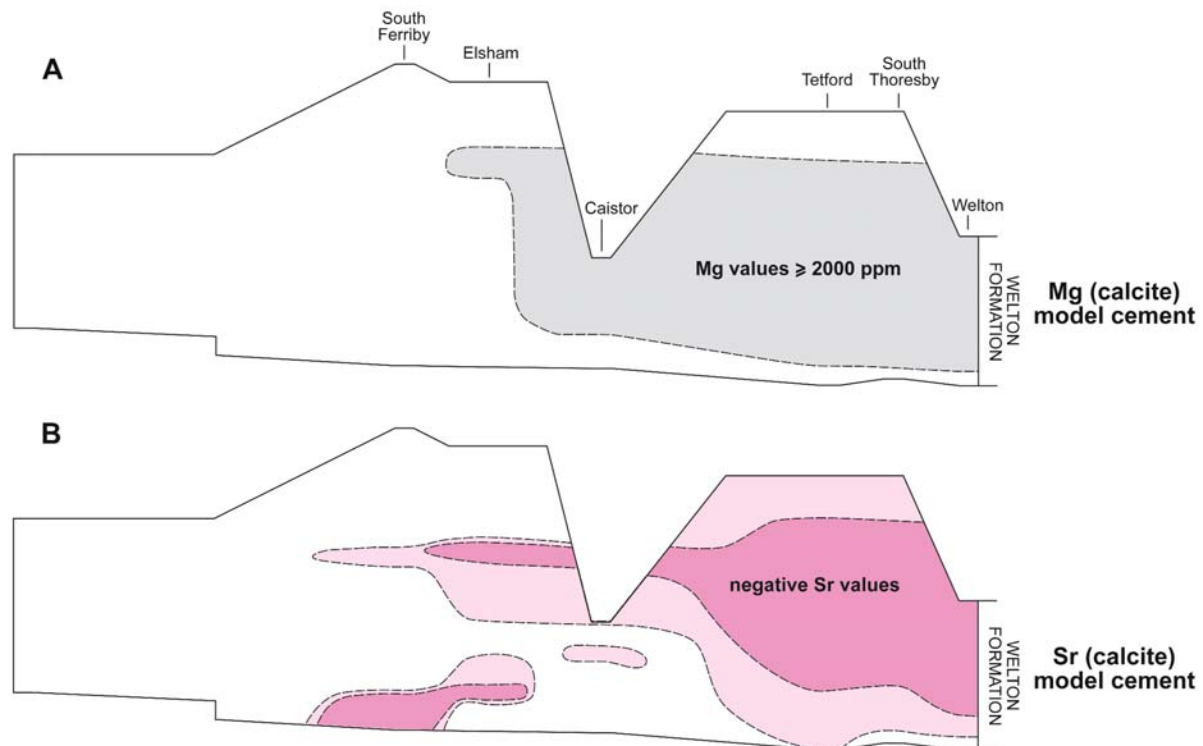 A
South
Ferriby
Elsham
Caistor
Tetford
South
Thoresby
Welton
Mg values ⩾ 2000 ppm
WELTON
FORMATION
Mg (calcite)
model cement
B
negative Sr values
WELTON
FORMATION
Sr (calcite)
model cement